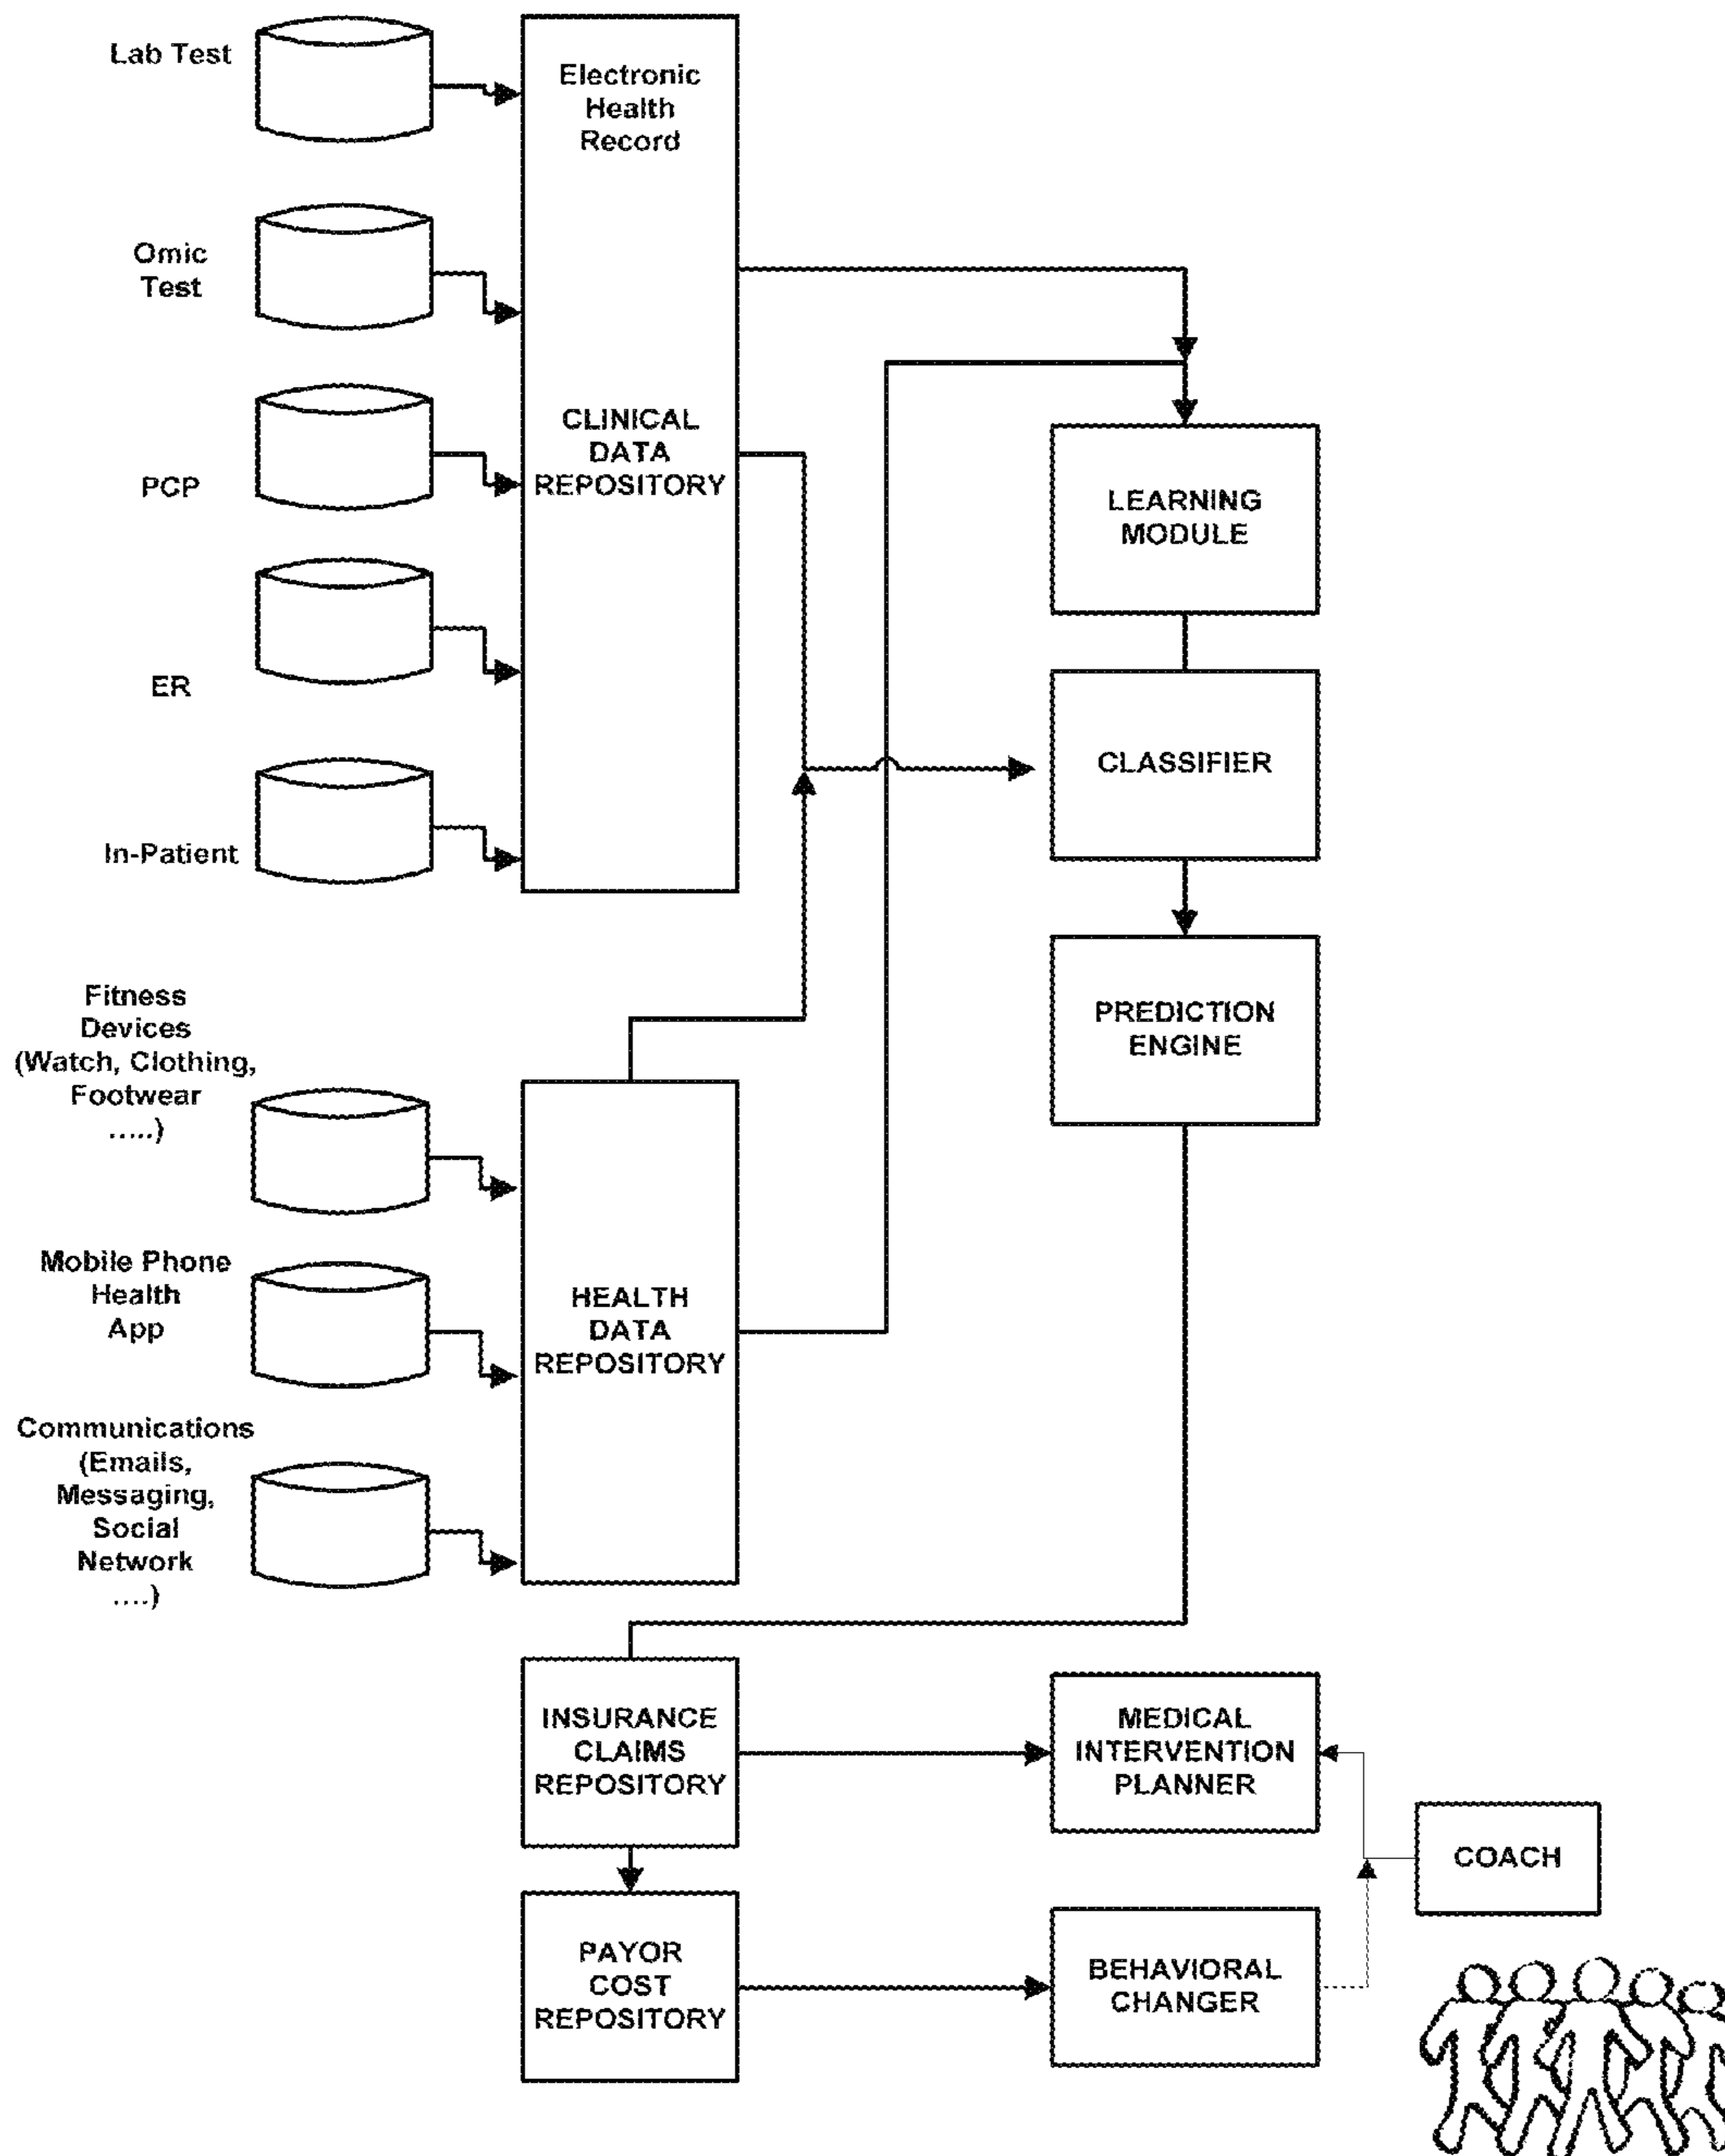 Lab Test
Electronic
Health
Record
Omic
Test
PCP
CLINICAL
DATA
REPOSITORY
LEARNING
MODULE
ER
CLASSIFIER
In-Patient
Fitness
Devices
(Watch, Clothing,
Footwear
.....)
PREDICTION
ENGINE
Mobile Phone
Health
App
HEALTH
DATA
REPOSITORY
Communications
(Emails,
Messaging,
Social
Network
....)
INSURANCE
CLAIMS
REPOSITORY
MEDICAL
INTERVENTION
PLANNER
COACH
PAYOR
COST
REPOSITORY
BEHAVIORAL
CHANGER